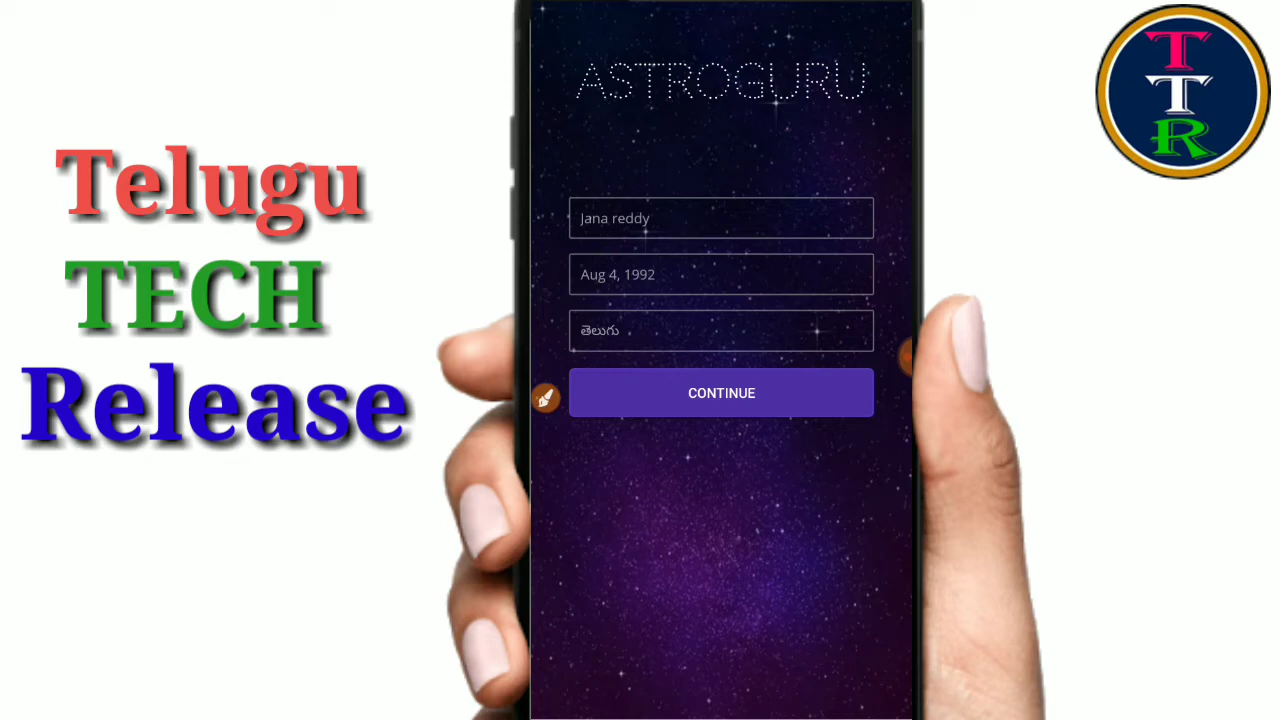 Telugu
TECH
Release
ASTROGURU
Jana reddy
Aug 4, 1992
తెలుగు
CONTINUE
T
T
R